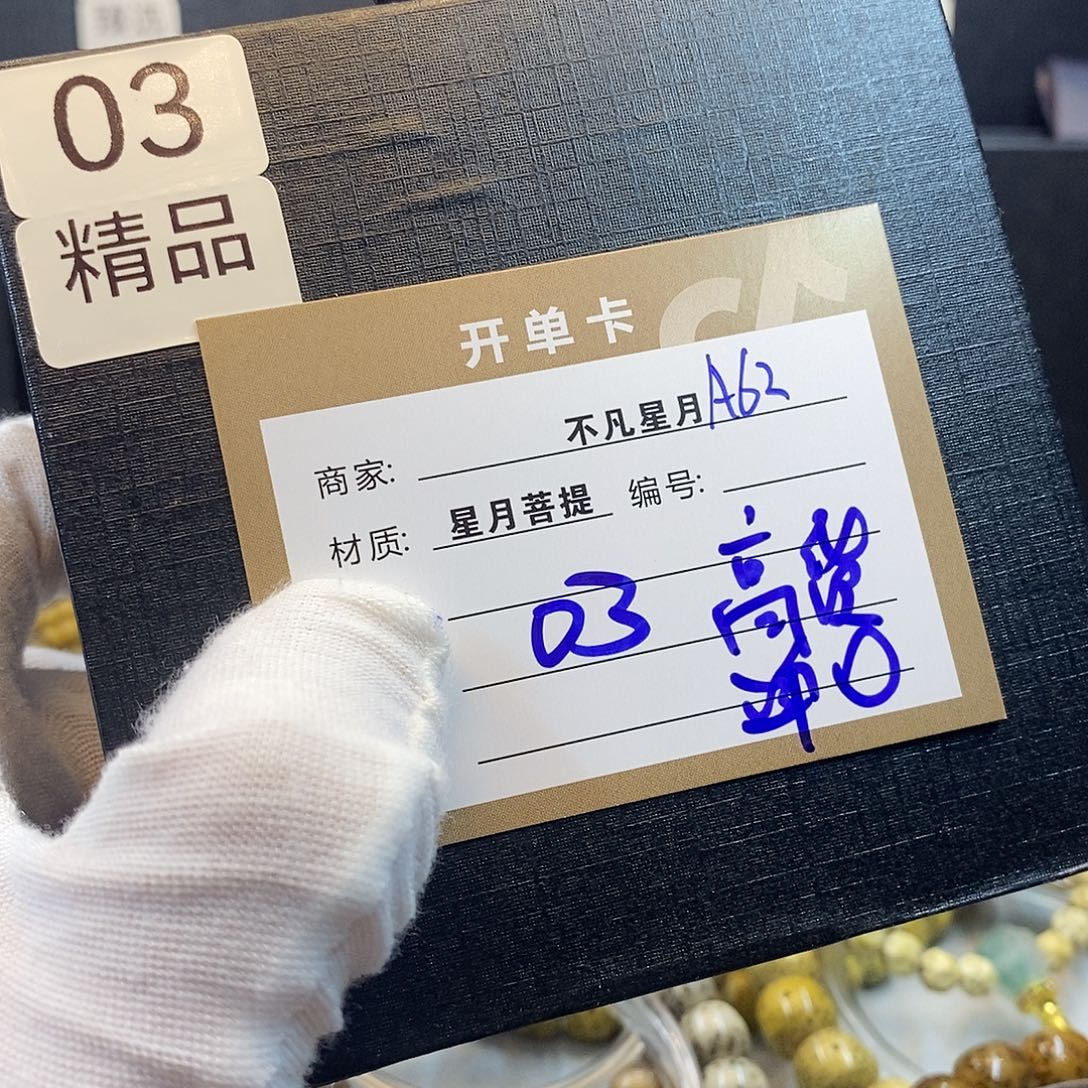 03
精品
开单卡
商家: 不凡星月A62
材质: 星月菩提 编号:
03 高